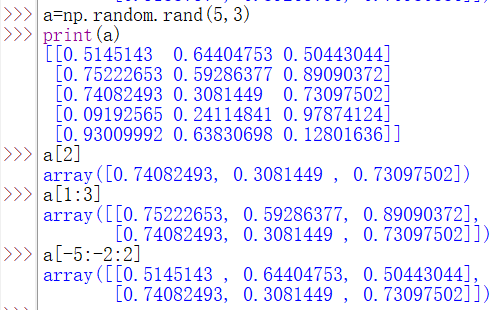 >>> a=np.random.rand(5,3)
>>> print(a)
[[0.5145143  0.64404753 0.50443044]
 [0.75222653 0.59286377 0.89090372]
 [0.74082493 0.3081449  0.73097502]
 [0.09192565 0.24114841 0.97874124]
 [0.93009992 0.63830698 0.12801636]]
>>> a[2]
array([0.74082493, 0.3081449 , 0.73097502])
>>> a[1:3]
array([[0.75222653, 0.59286377, 0.89090372],
       [0.74082493, 0.3081449 , 0.73097502]])
>>> a[-5:-2:2]
array([[0.5145143 , 0.64404753, 0.50443044],
       [0.74082493, 0.3081449 , 0.73097502]])